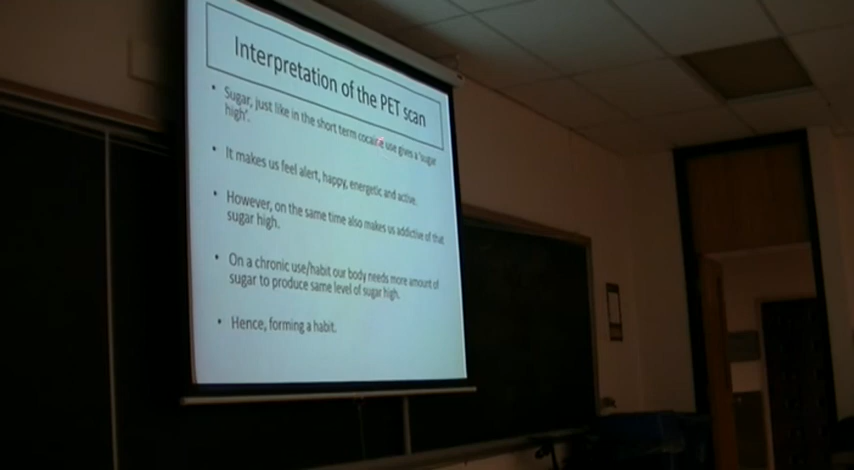 Interpretation of the PET scan
• Sugar, just like in the short term cocaine use gives a 'sugar
high'.
• It makes us feel alert, happy, energetic and active.
• However, on the same time also makes us addictive of that
sugar high.
• On a chronic use/habit our body needs more amount of
sugar to produce same level of sugar high.
• Hence, forming a habit.